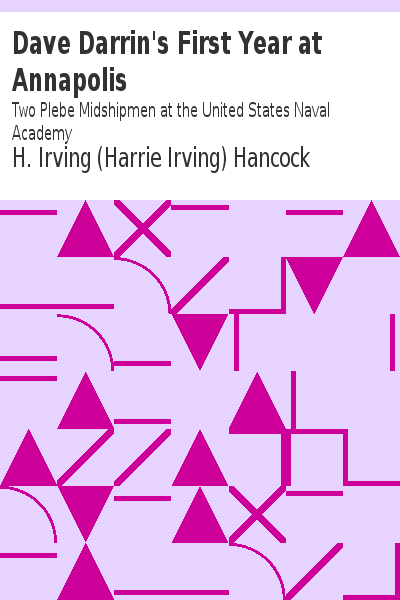 Dave Darrin's First Year at
Annapolis
Two Plebe Midshipmen at the United States Naval
Academy
H. Irving (Harrie Irving) Hancock